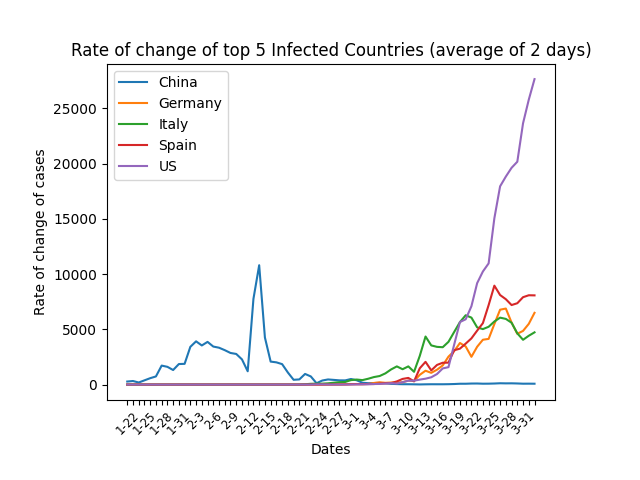 Rate of change of top 5 Infected Countries (average of 2 days)
China
Germany
Italy
Spain
US
Rate of change of cases
25000
20000
15000
10000
5000
0
1-22 1-25 1-28 1-31 2-3 2-6 2-9 2-12 2-15 2-18 2-21 2-24 2-27 3-1 3-4 3-7 3-10 3-13 3-16 3-19 3-22 3-25 3-28 3-31
Dates